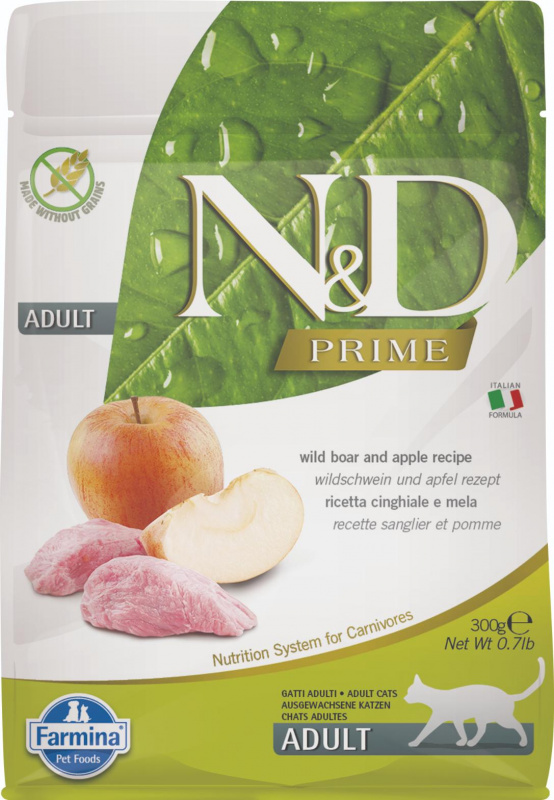 MADE WITHOUT GRAINS
N&D
PRIME
ADULT
ITALIAN
FORMULA
wild boar and apple recipe
wildschwein und apfel rezept
ricetta cinghiale e mela
recette sanglier et pomme
Nutrition System for Carnivores
300g℮
Net Wt 0.7lb
GATTI ADULTI • ADULT CATS
AUSGEWACHSENE KATZEN
CHATS ADULTES
ADULT
Farmina®
Pet Foods